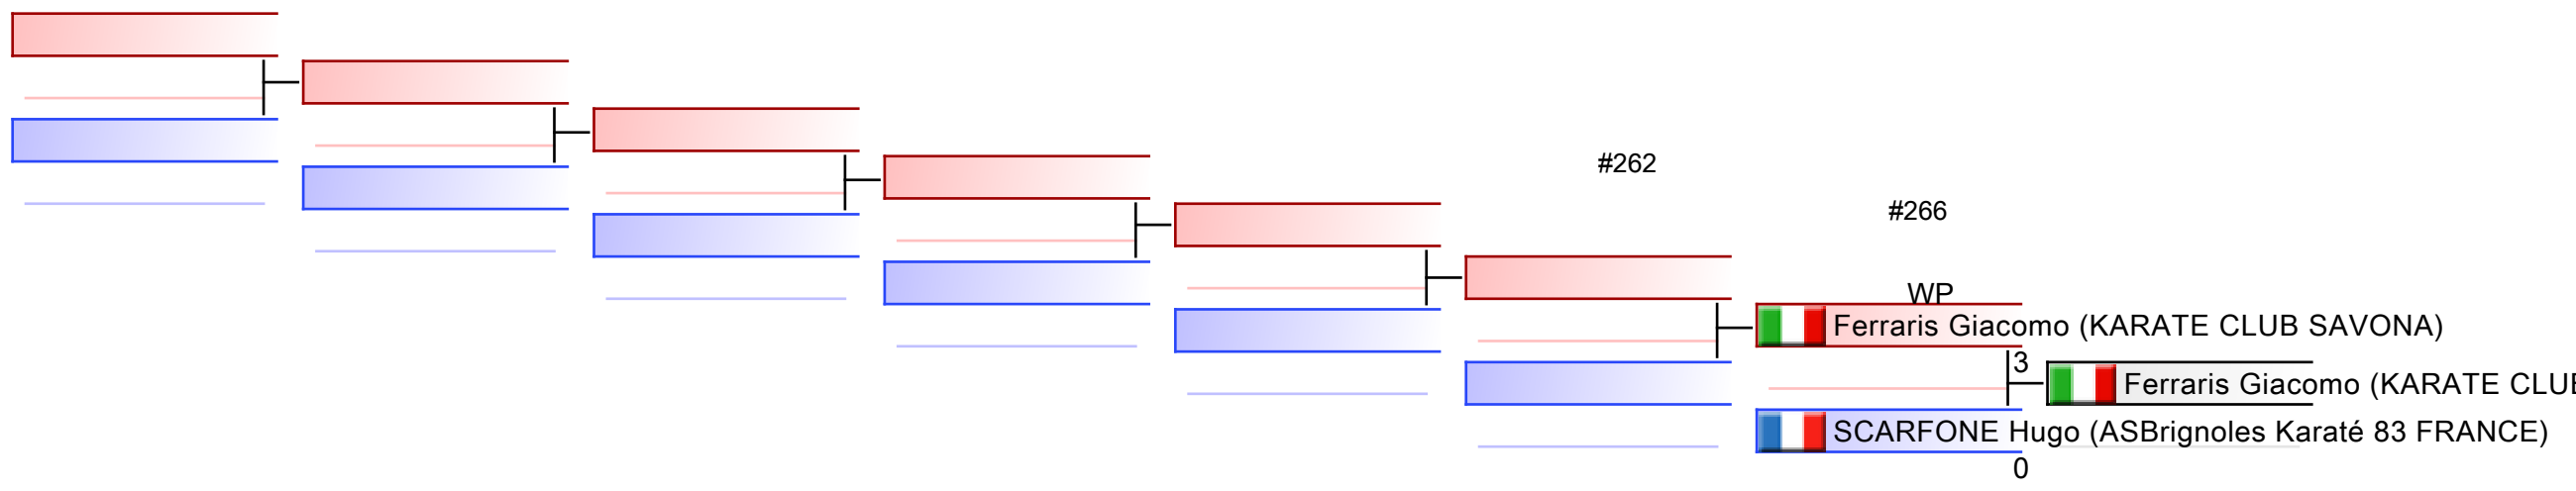 #262
#266
WP
Ferraris Giacomo (KARATE CLUB SAVONA)
3
Ferraris Giacomo (KARATE CLUB
SCARFONE Hugo (ASBrignoles Karaté 83 FRANCE)
0